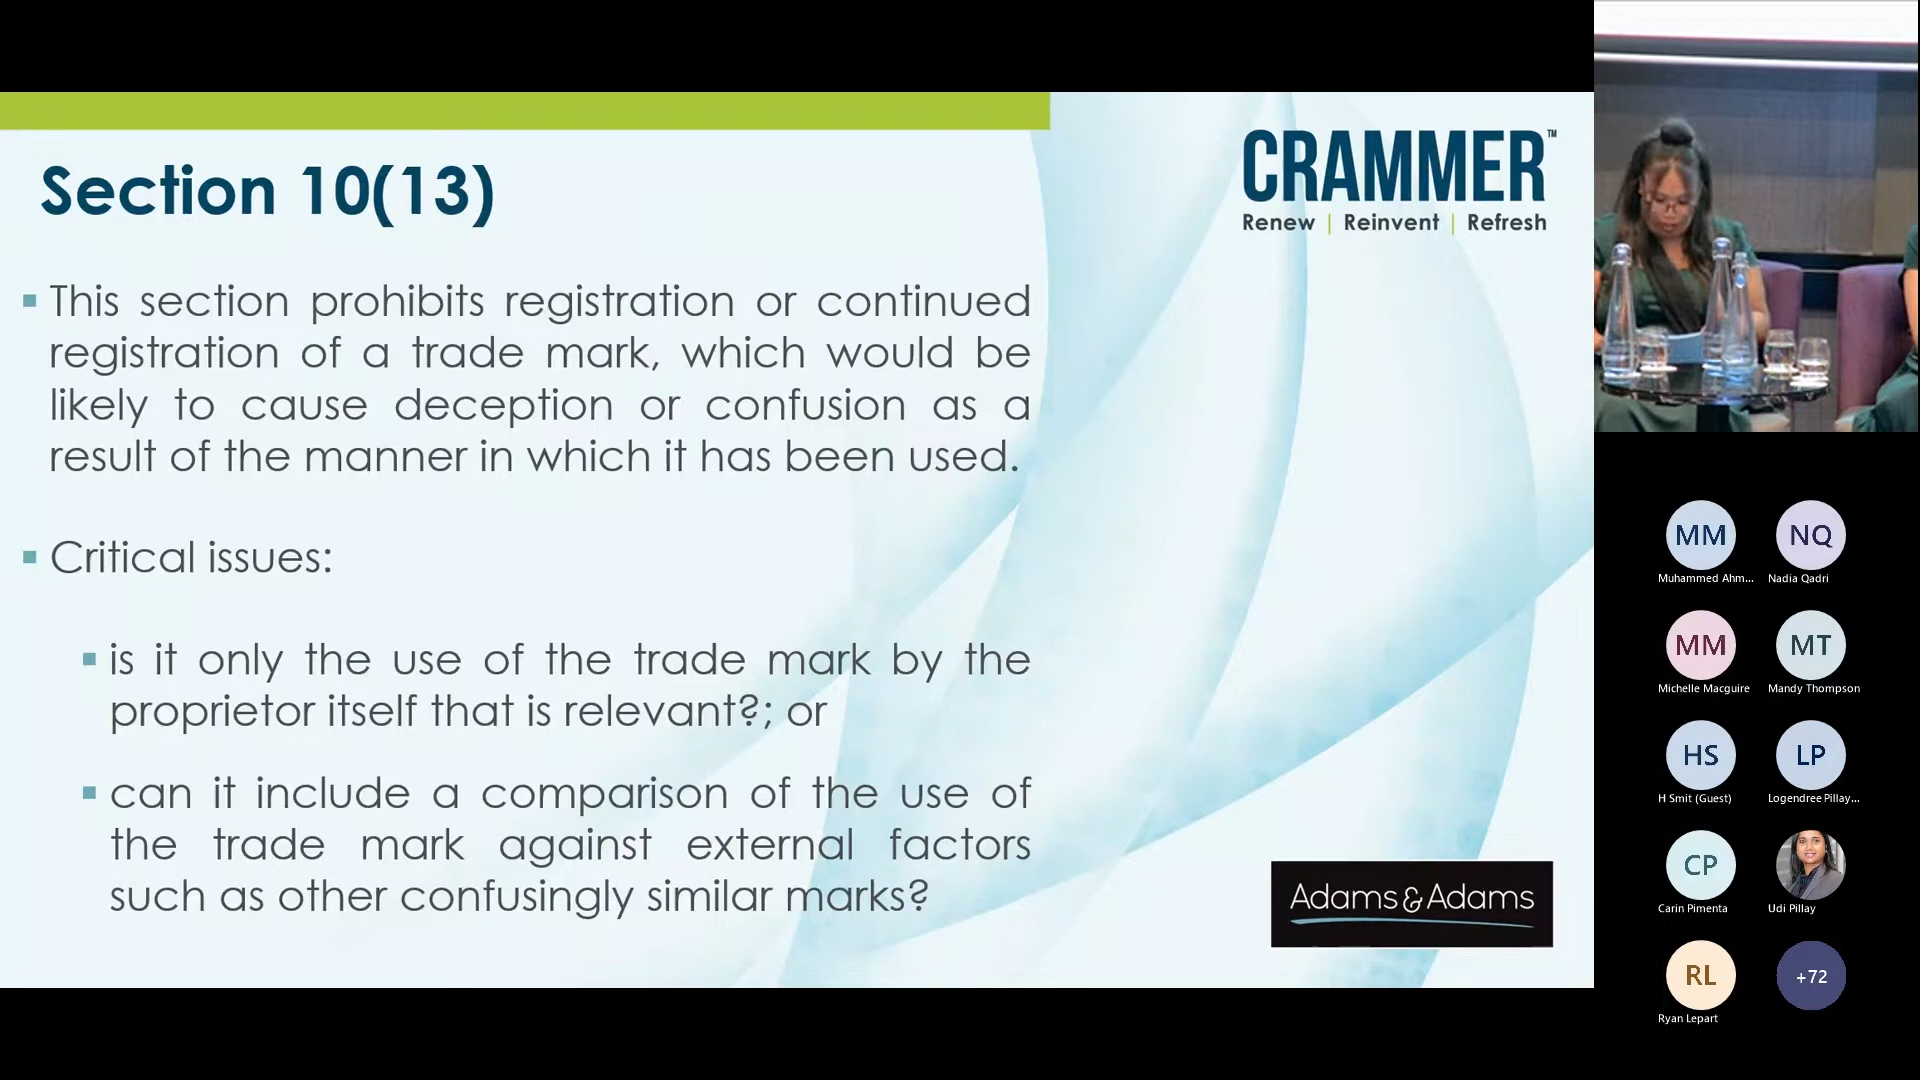 Section 10(13)
CRAMMER™
Renew | Reinvent | Refresh
▪ This section prohibits registration or continued
registration of a trade mark, which would be
likely to cause deception or confusion as a
result of the manner in which it has been used.
▪ Critical issues:
▪ is it only the use of the trade mark by the
proprietor itself that is relevant?; or
▪ can it include a comparison of the use of
the trade mark against external factors
such as other confusingly similar marks?
Adams & Adams
MM NQ
Muhammed Ahm... Nadia Qadri
MM MT
Michelle Macguire Mandy Thompson
HS LP
H Smit (Guest) Logendree Pillay...
CP
Carin Pimenta Udi Pillay
RL +72
Ryan Lepart